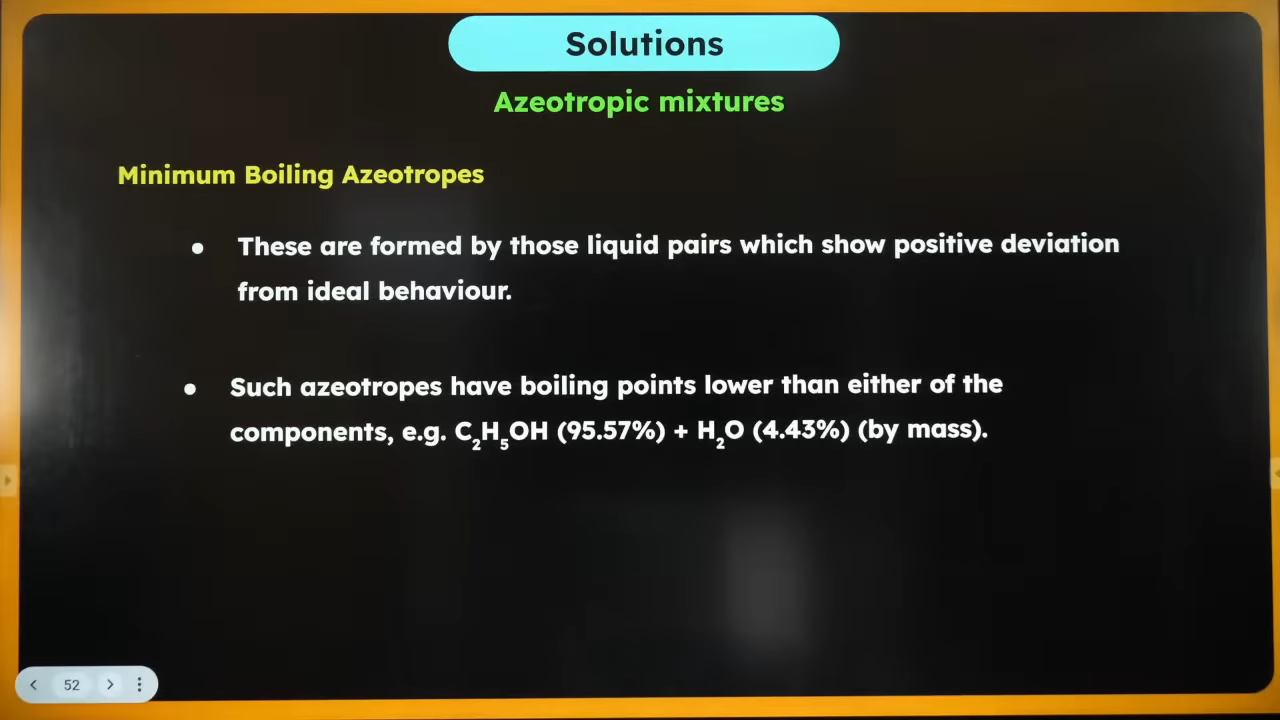 Solutions
Azeotropic mixtures
Minimum Boiling Azeotropes
● These are formed by those liquid pairs which show positive deviation
from ideal behaviour.
● Such azeotropes have boiling points lower than either of the
components, e.g. C₂H₅OH (95.57%) + H₂O (4.43%) (by mass).
52